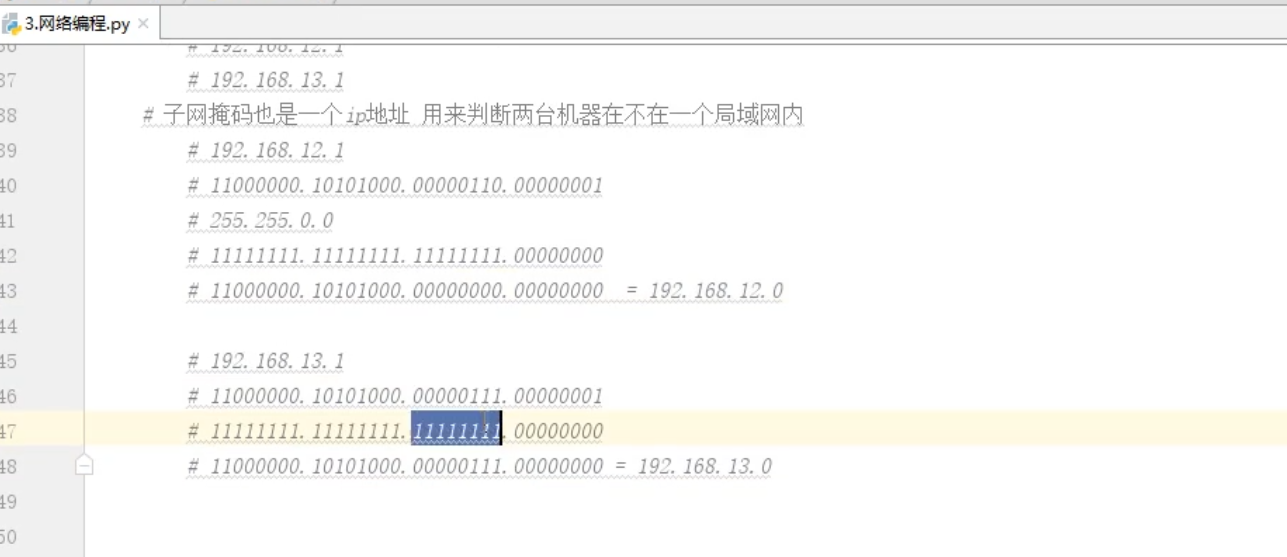 3.网络编程.py
# 192.168.12.1
37 # 192.168.13.1
38 # 子网掩码也是一个ip地址 用来判断两台机器在不在一个局域网内
39 # 192.168.12.1
40 # 11000000.10101000.00000110.00000001
41 # 255.255.0.0
42 # 11111111.11111111.11111111.00000000
43 # 11000000.10101000.00000000.00000000 = 192.168.12.0
44
45 # 192.168.13.1
46 # 11000000.10101000.00000111.00000001
47 # 11111111.11111111.11111111.00000000
48 # 11000000.10101000.00000111.00000000 = 192.168.13.0
49
50